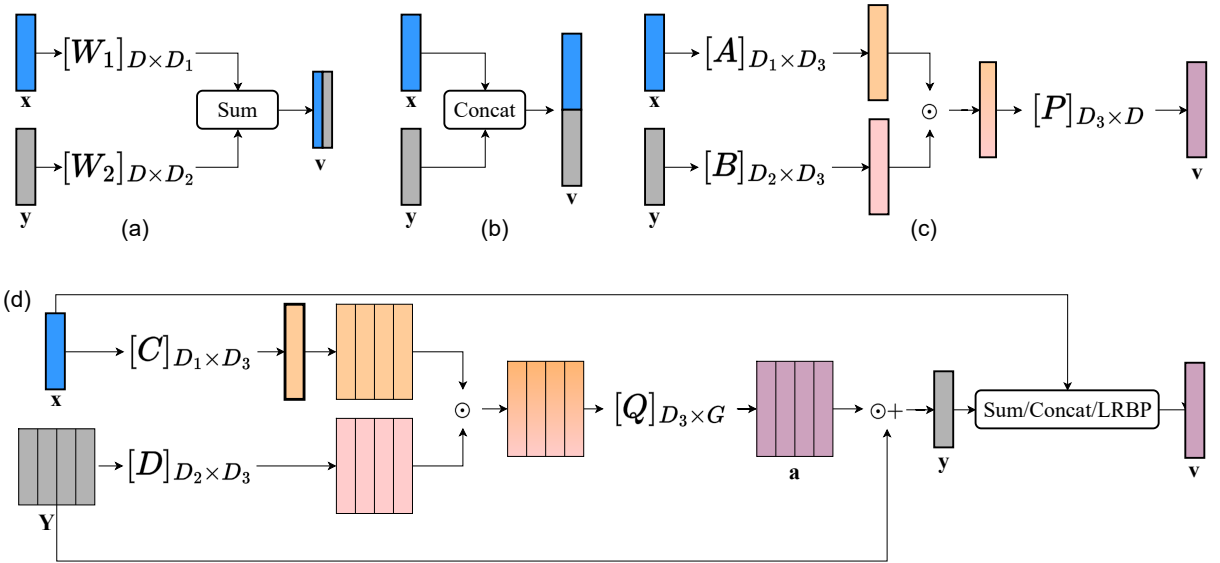 x
[W₁]_{D×D₁}
Sum
v
y
[W₂]_{D×D₂}
(a)
x
Concat
y
v
(b)
x
[A]_{D₁×D₃}
⊙
[P]_{D₃×D}
v
y
[B]_{D₂×D₃}
(c)
(d)
x
[C]_{D₁×D₃}
Y
[D]_{D₂×D₃}
⊙
[Q]_{D₃×G}
a
⊙+
y
Sum/Concat/LRBP
v